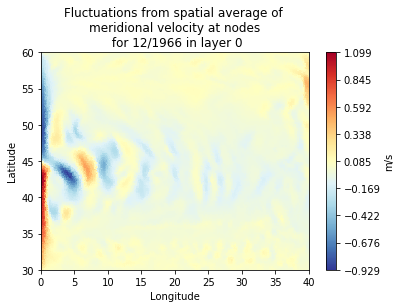 Fluctuations from spatial average of
meridional velocity at nodes
for 12/1966 in layer 0
60
55
50
45
40
35
30
Latitude
0 5 10 15 20 25 30 35 40
Longitude
1.099
0.845
0.592
0.338
0.085
−0.169
−0.422
−0.676
−0.929
m/s